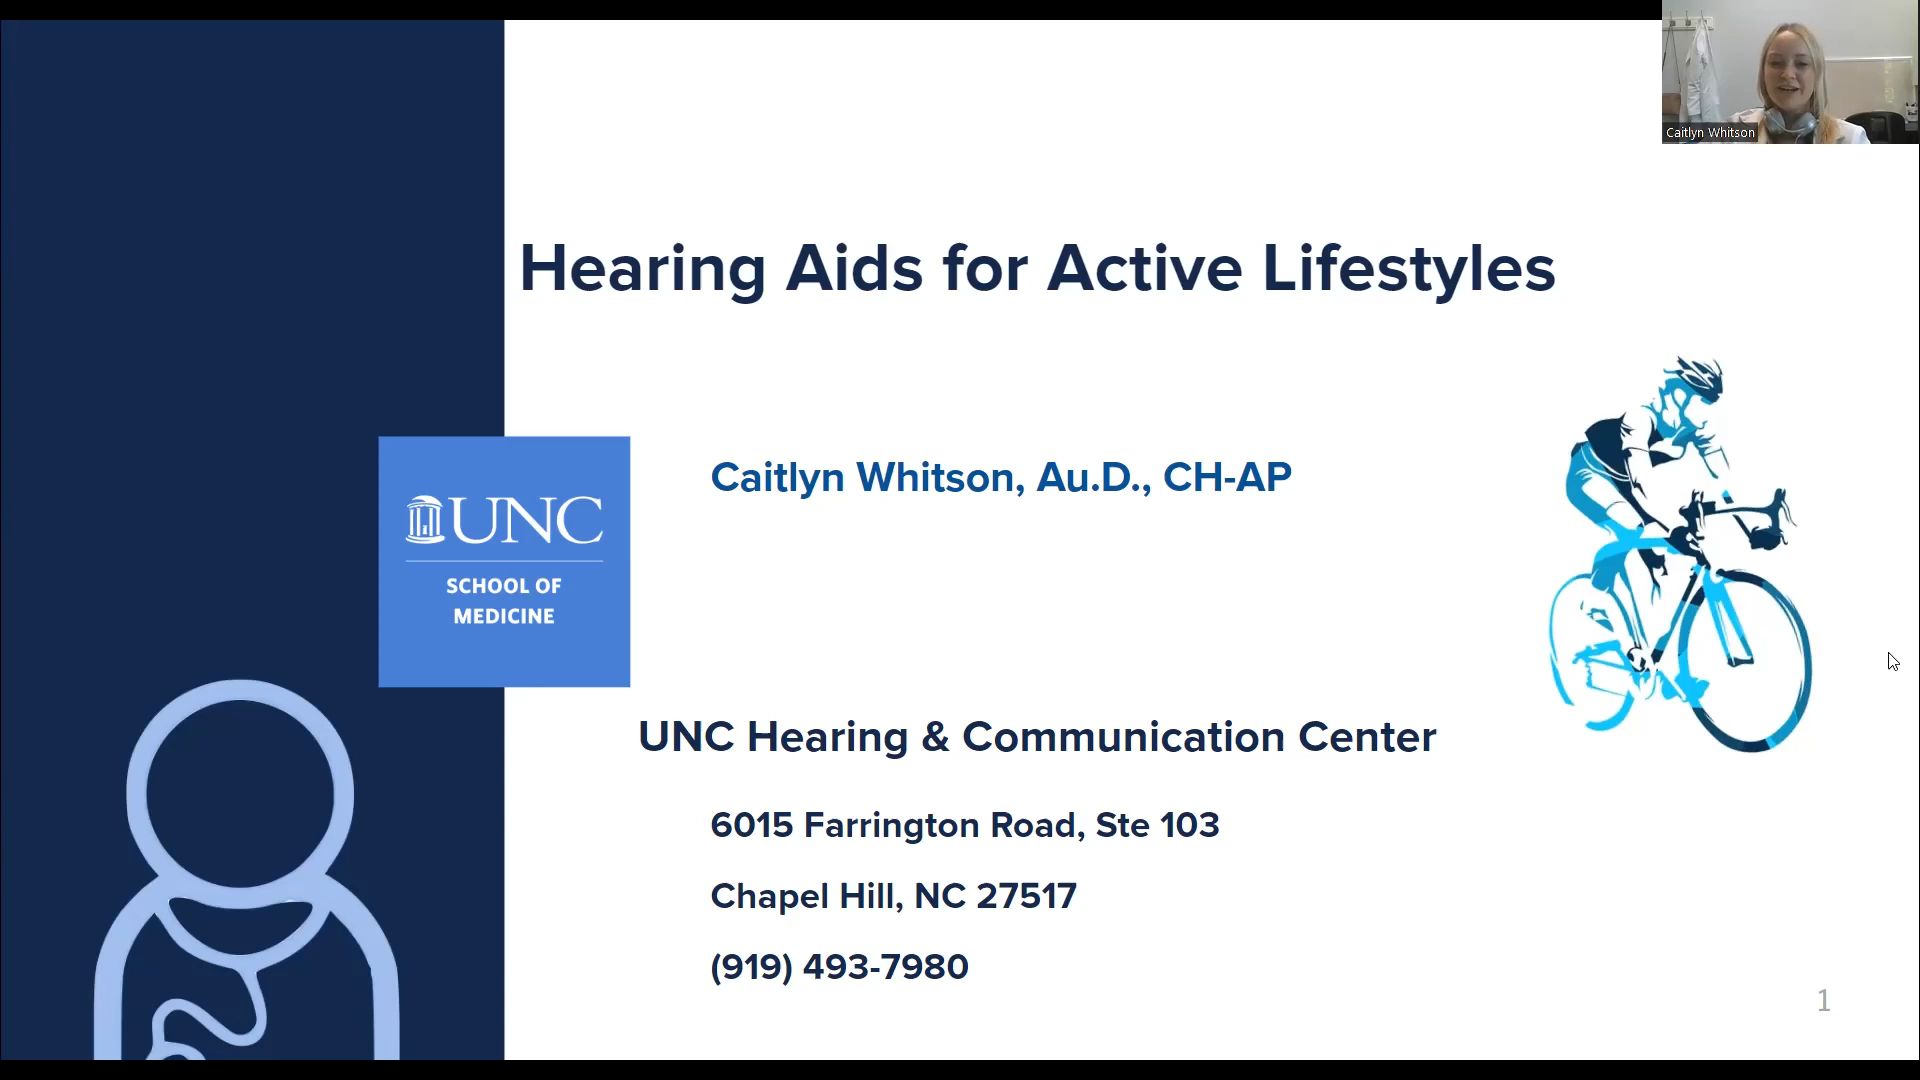 Caitlyn Whitson
Hearing Aids for Active Lifestyles
Caitlyn Whitson, Au.D., CH-AP
UNC
SCHOOL OF
MEDICINE
UNC Hearing & Communication Center
6015 Farrington Road, Ste 103
Chapel Hill, NC 27517
(919) 493-7980
1